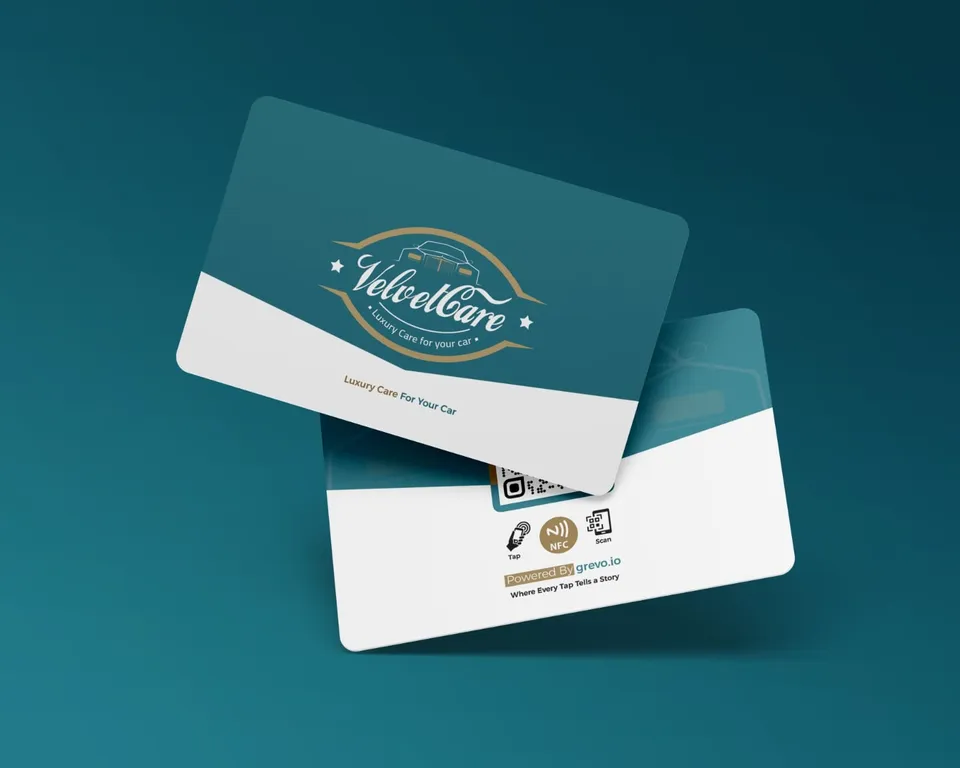 VelvetCare
• Luxury Care for your car •
Luxury Care For Your Car
Tap
NFC
Scan
Powered By grevo.io
Where Every Tap Tells a Story